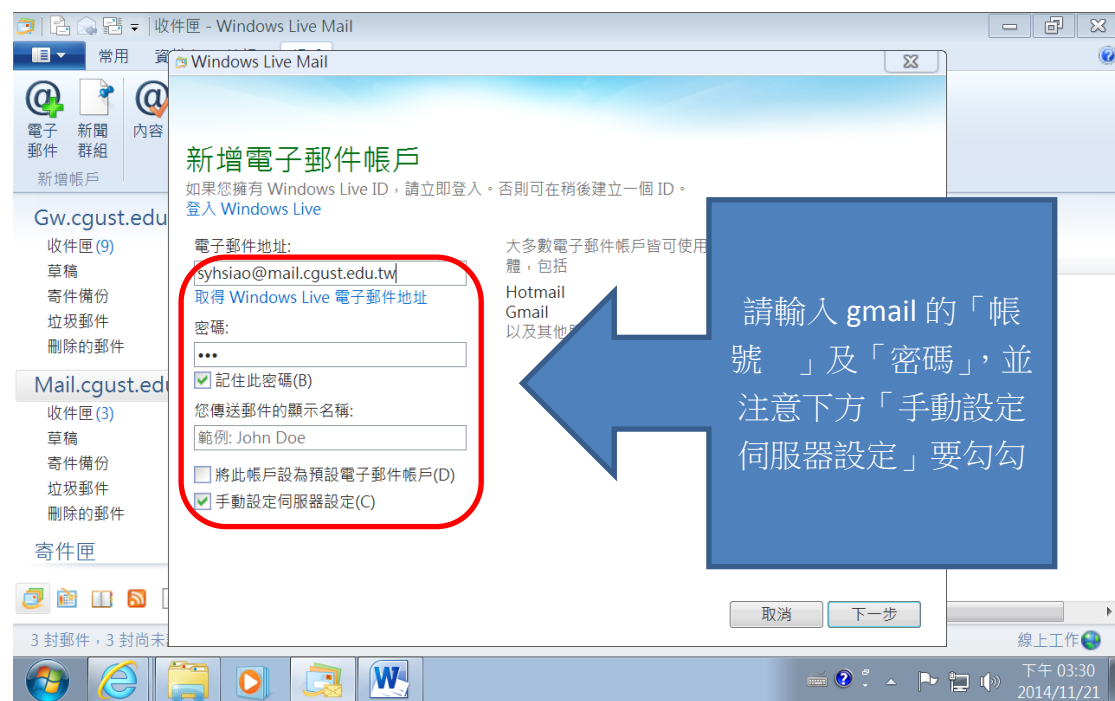 收件匣 - Windows Live Mail
常用
Windows Live Mail
電子郵件
新聞群組
內容
新增帳戶
Gw.cgust.edu
收件匣 (9)
草稿
寄件備份
垃圾郵件
刪除的郵件
Mail.cgust.edu
收件匣 (3)
草稿
寄件備份
垃圾郵件
刪除的郵件
寄件匣
3 封郵件，3 封尚未
新增電子郵件帳戶
如果您擁有 Windows Live ID，請立即登入。否則可在稍後建立一個 ID。
登入 Windows Live
電子郵件地址:
syhsiao@mail.cgust.edu.tw
取得 Windows Live 電子郵件地址
密碼:
•••
記住此密碼(B)
您傳送郵件的顯示名稱:
範例: John Doe
將此帳戶設為預設電子郵件帳戶(D)
手動設定伺服器設定(C)
大多數電子郵件帳戶皆可使用
體，包括
Hotmail
Gmail
以及其他
請輸入 gmail 的「帳
號 」及「密碼」，並
注意下方「手動設定
伺服器設定」要勾勾
取消
下一步
線上工作
下午 03:30
2014/11/21